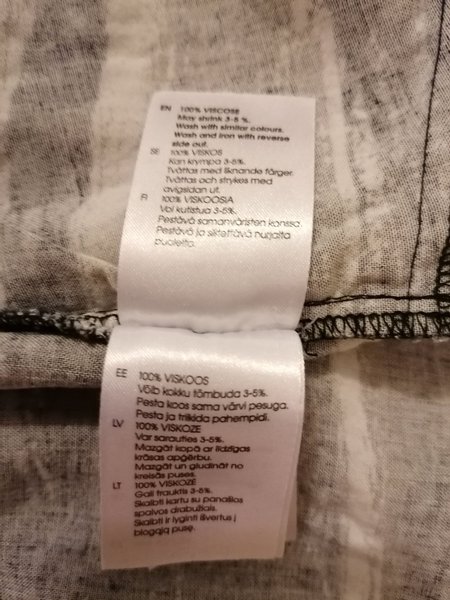 EN 100% VISCOSE
May shrink 3-5 %.
Wash with similar colours.
Wash and iron with reverse
side out.
SE 100% VISKOS
Kan krympa 3-5%.
Tvättas med liknande färger.
Tvättas och strykes med
avigsidan ut.
FI 100% VISKOOSIA
Voi kutistua 3-5%.
Pestävä samanväristen kanssa.
Pestävä ja silitettävä nurjalta
puolelta.
EE 100% VISKOOS
Võib kokku tõmbuda 3-5%.
Pesta koos sama värvi pesuga.
Pesta ja triikida pahempidi.
LV 100% VISKOZE
Var sarauties 3-5%.
Mazgāt kopā ar līdzīgas
krāsas apģērbu.
Mazgāt un gludināt no
kreisās puses.
LT 100% VISKOZĖ
Gali trauktis 3-5%.
Skalbti kartu su panašios
spalvos drabužiais.
Skalbti ir lyginti išvertus į
blogąją pusę.